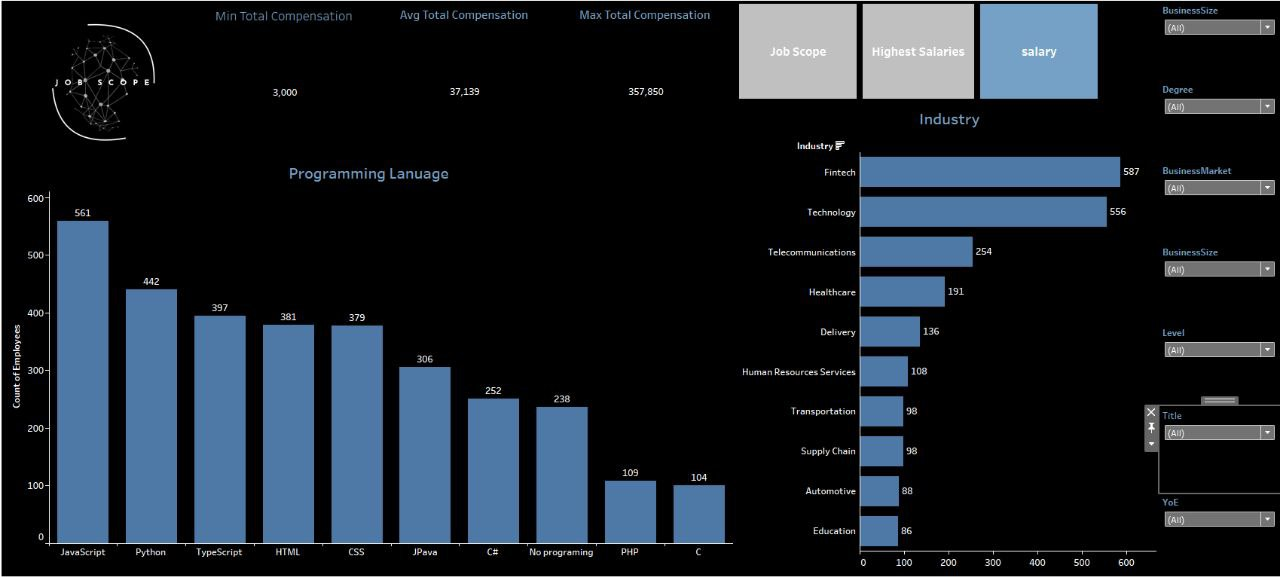 JOB SCOPE
Min Total Compensation
Avg Total Compensation
Max Total Compensation
3,000
37,139
357,850
Job Scope
Highest Salaries
salary
BusinessSize
(All)
Degree
(All)
BusinessMarket
(All)
BusinessSize
(All)
Level
(All)
Title
(All)
YoE
(All)
Programming Lanuage
Count of Employees
600
500
400
300
200
100
0
561
442
397
381
379
306
252
238
109
104
JavaScript
Python
TypeScript
HTML
CSS
JPava
C#
No programing
PHP
C
Industry
Industry
Fintech 587
Technology 556
Telecommunications 254
Healthcare 191
Delivery 136
Human Resources Services 108
Transportation 98
Supply Chain 98
Automotive 88
Education 86
0 100 200 300 400 500 600